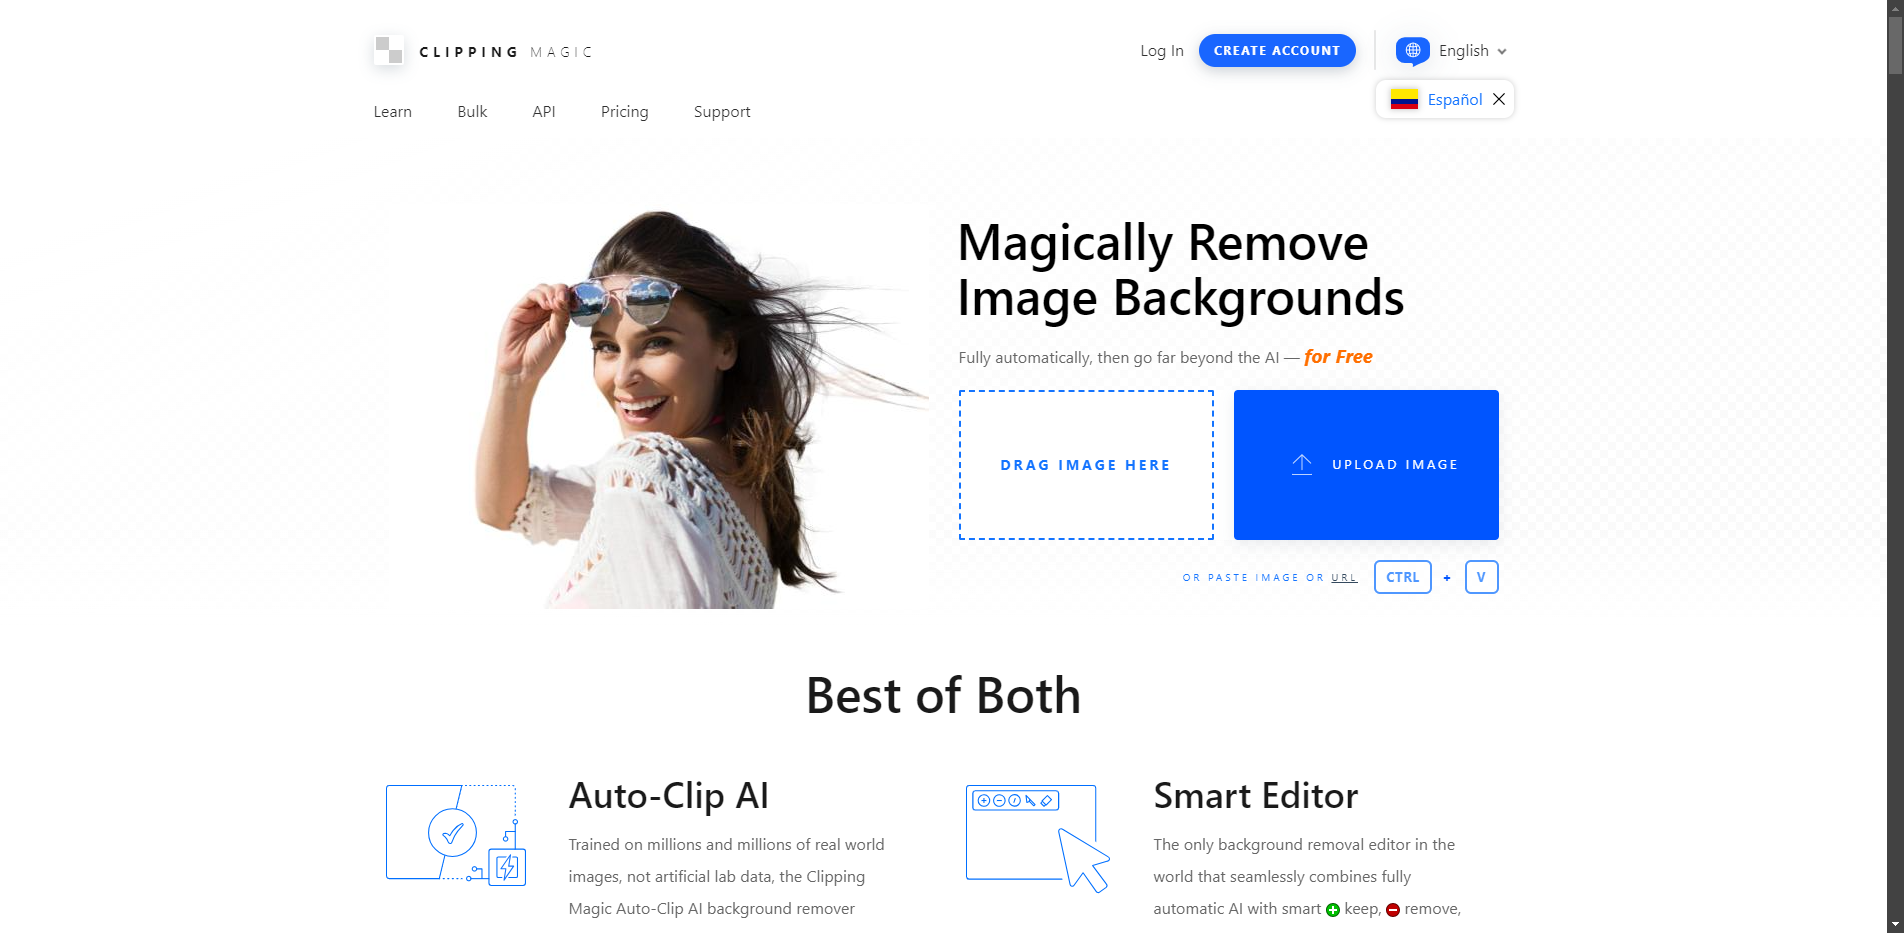 CLIPPING MAGIC
Log In
CREATE ACCOUNT
English
Español
Learn
Bulk
API
Pricing
Support
Magically Remove
Image Backgrounds
Fully automatically, then go far beyond the AI — for Free
DRAG IMAGE HERE
UPLOAD IMAGE
OR PASTE IMAGE OR URL
CTRL + V
Best of Both
Auto-Clip AI
Trained on millions and millions of real world
images, not artificial lab data, the Clipping
Magic Auto-Clip AI background remover
Smart Editor
The only background removal editor in the
world that seamlessly combines fully
automatic AI with smart keep, remove,